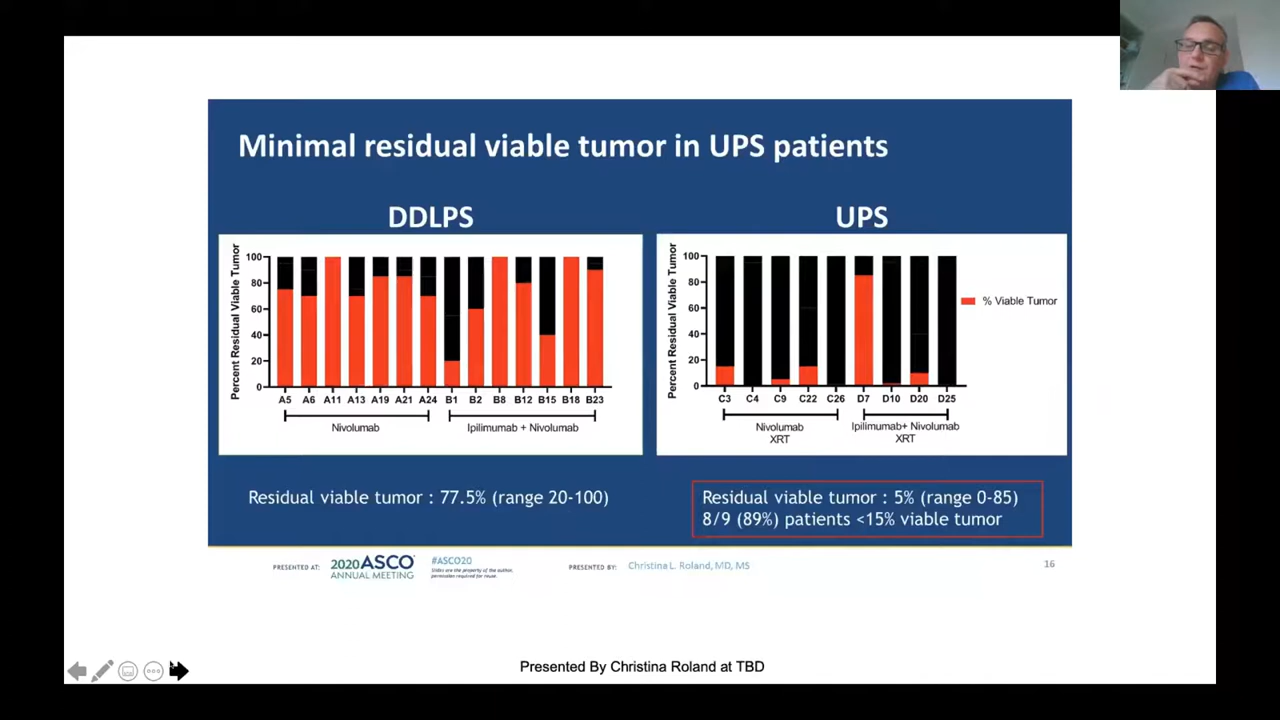 Minimal residual viable tumor in UPS patients
DDLPS
UPS
Percent Residual Viable Tumor
100
80
60
40
20
0
A5 A6 A11 A13 A19 A21 A24 B1 B2 B8 B12 B15 B18 B23
Nivolumab
Ipilimumab + Nivolumab
Percent Residual Viable Tumor
100
80
60
40
20
0
C3 C4 C9 C22 C26 D7 D10 D20 D25
Nivolumab
XRT
Ipilimumab+ Nivolumab
XRT
% Viable Tumor
Residual viable tumor : 77.5% (range 20-100)
Residual viable tumor : 5% (range 0-85)
8/9 (89%) patients <15% viable tumor
PRESENTED AT:
2020 ASCO
ANNUAL MEETING
#ASCO20
Slides are the property of the author,
permission required for reuse.
PRESENTED BY:
Christina L. Roland, MD, MS
16
Presented By Christina Roland at TBD